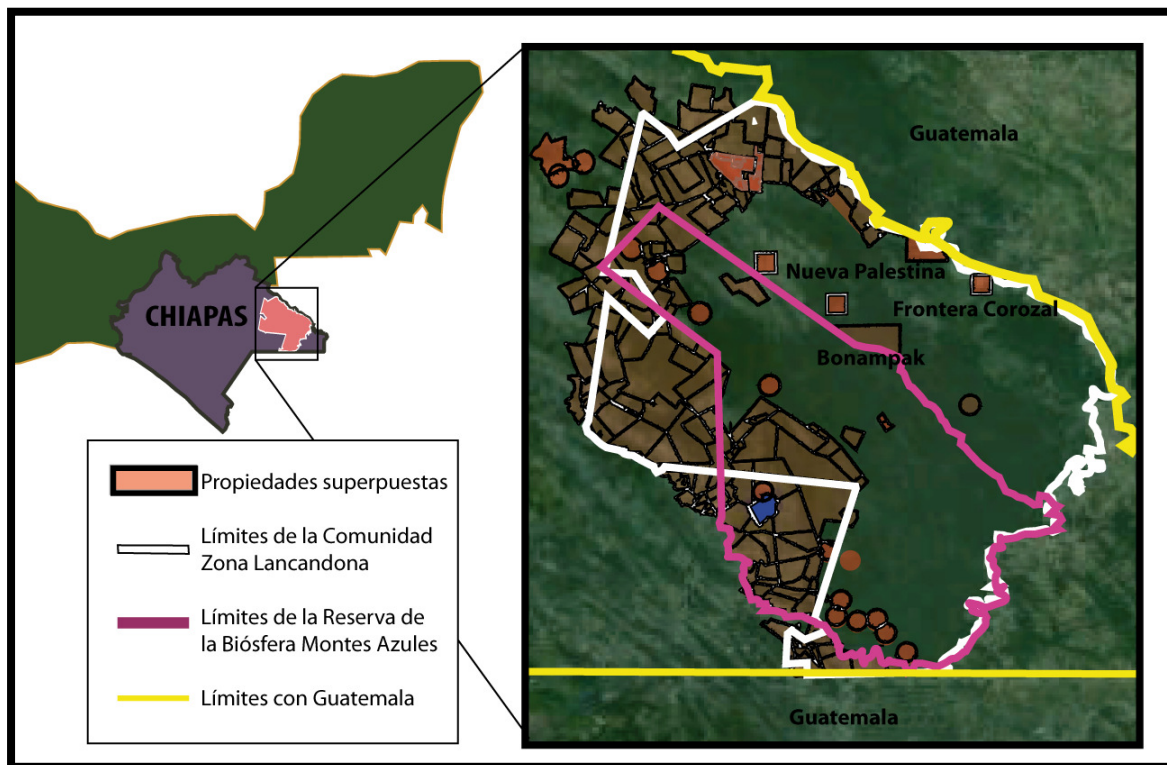 CHIAPAS
Propiedades superpuestas
Límites de la Comunidad
Zona Lancandona
Límites de la Reserva de
la Biósfera Montes Azules
Límites con Guatemala
Guatemala
Nueva Palestina
Frontera Corozal
Bonampak
Guatemala